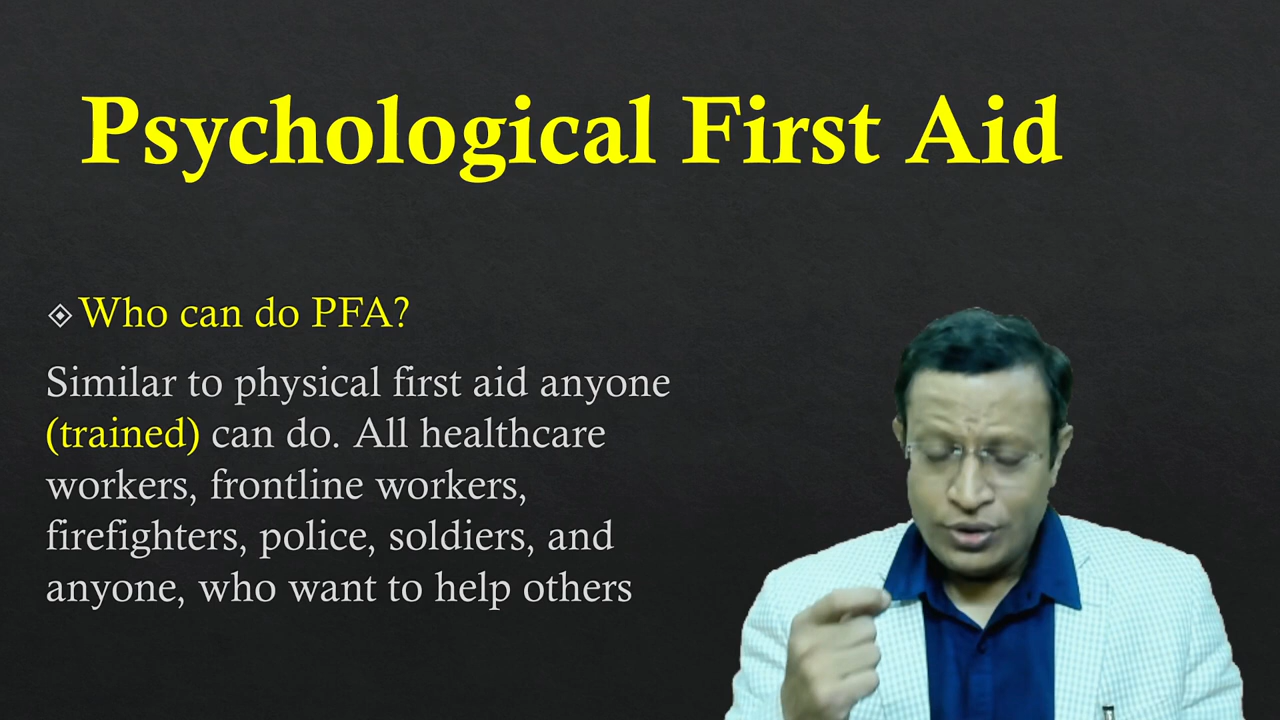 Psychological First Aid
Who can do PFA?
Similar to physical first aid anyone
(trained) can do. All healthcare
workers, frontline workers,
firefighters, police, soldiers, and
anyone, who want to help others